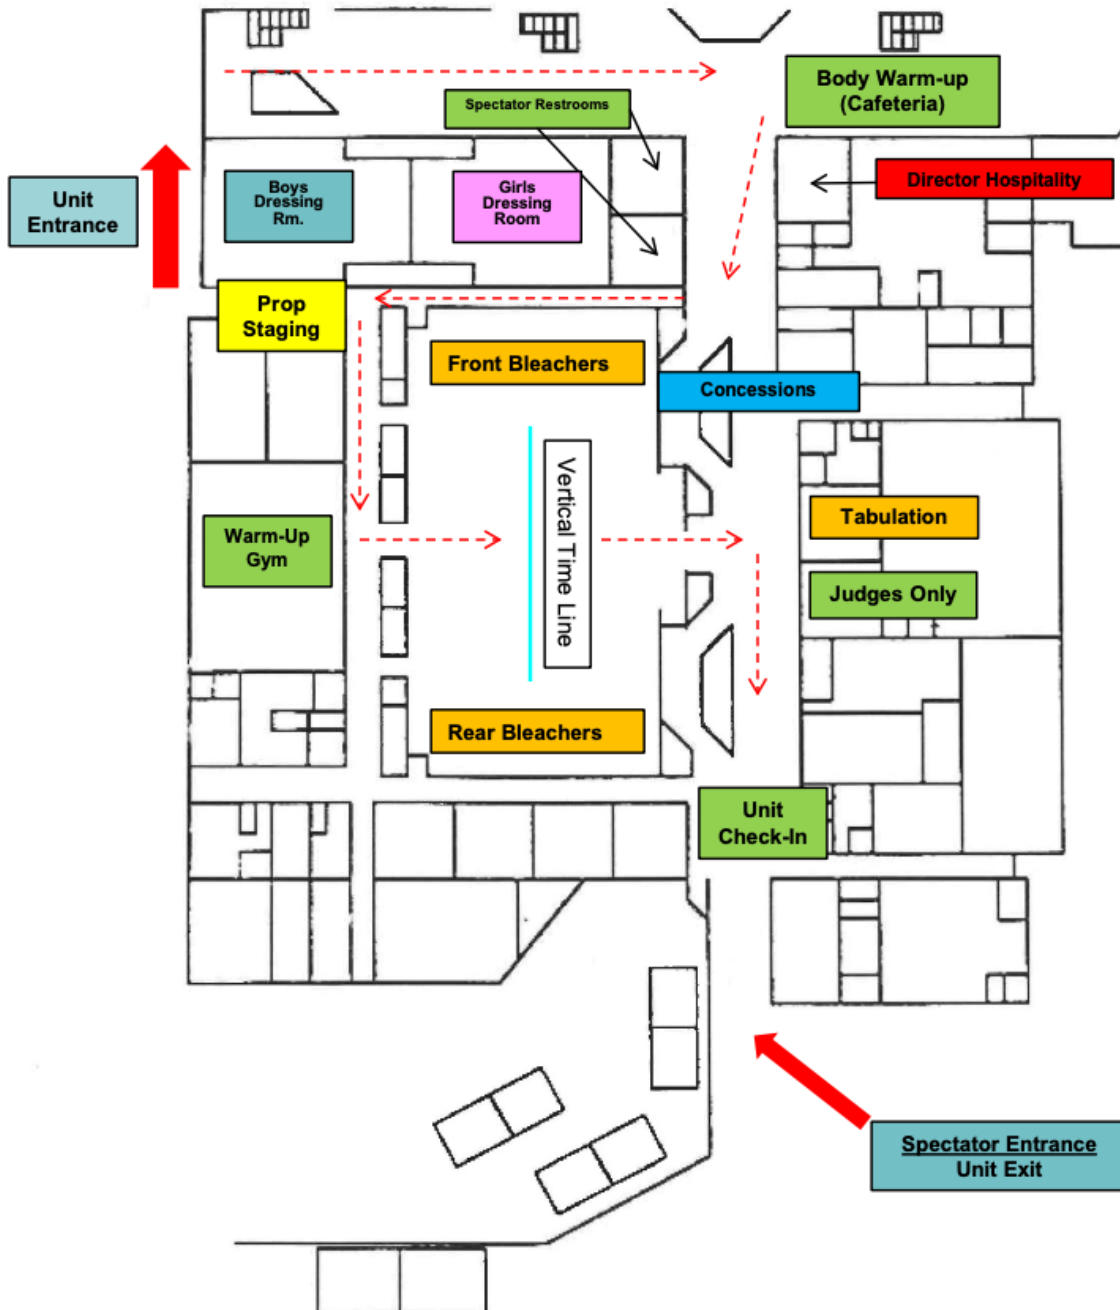 Body Warm-up
(Cafeteria)
Spectator Restrooms
Director Hospitality
Unit
Entrance
Boys
Dressing
Rm.
Girls
Dressing
Room
Prop
Staging
Front Bleachers
Concessions
Vertical Time Line
Warm-Up
Gym
Tabulation
Judges Only
Rear Bleachers
Unit
Check-In
Spectator Entrance
Unit Exit